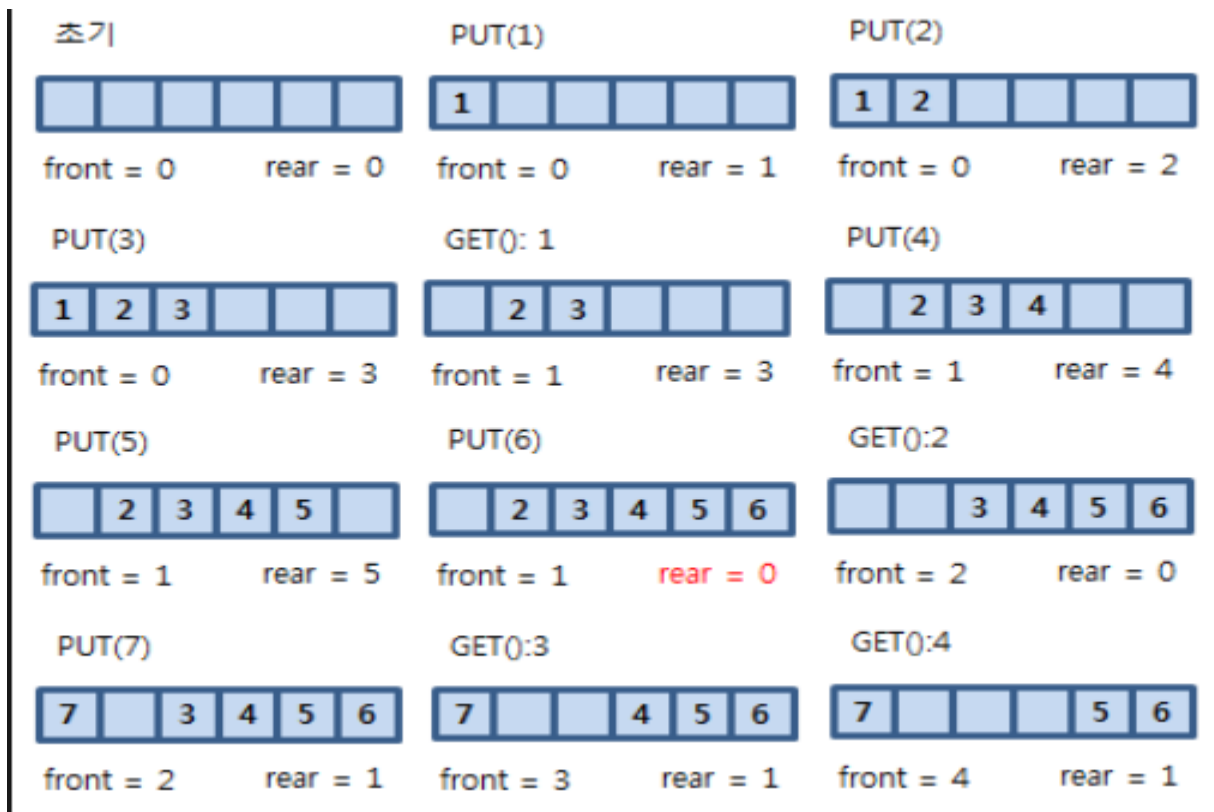 초기 PUT(1) PUT(2)
1 1 2
front = 0 rear = 0 front = 0 rear = 1 front = 0 rear = 2
PUT(3) GET(): 1 PUT(4)
1 2 3 2 3 2 3 4
front = 0 rear = 3 front = 1 rear = 3 front = 1 rear = 4
PUT(5) PUT(6) GET():2
2 3 4 5 2 3 4 5 6 3 4 5 6
front = 1 rear = 5 front = 1 rear = 0 front = 2 rear = 0
PUT(7) GET():3 GET():4
7 3 4 5 6 7 4 5 6 7 5 6
front = 2 rear = 1 front = 3 rear = 1 front = 4 rear = 1